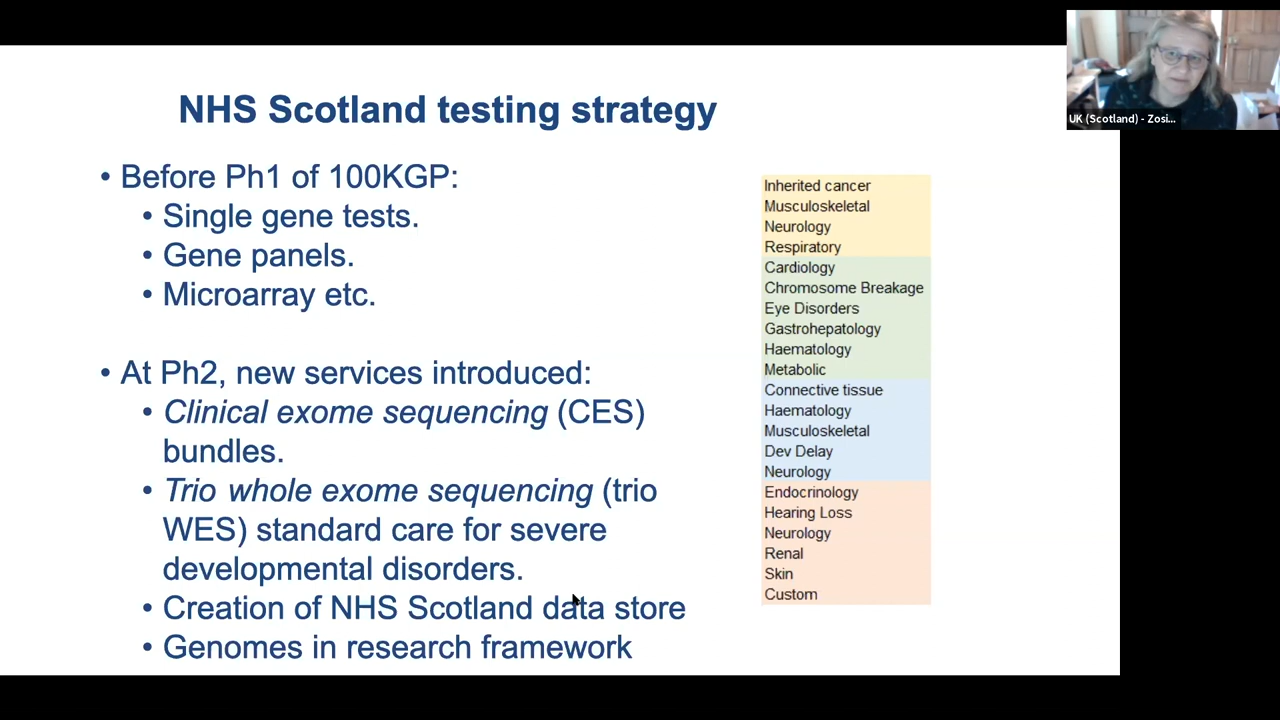 NHS Scotland testing strategy
• Before Ph1 of 100KGP:
• Single gene tests.
• Gene panels.
• Microarray etc.
• At Ph2, new services introduced:
• Clinical exome sequencing (CES)
bundles.
• Trio whole exome sequencing (trio
WES) standard care for severe
developmental disorders.
• Creation of NHS Scotland data store
• Genomes in research framework
Inherited cancer
Musculoskeletal
Neurology
Respiratory
Cardiology
Chromosome Breakage
Eye Disorders
Gastrohepatology
Haematology
Metabolic
Connective tissue
Haematology
Musculoskeletal
Dev Delay
Neurology
Endocrinology
Hearing Loss
Neurology
Renal
Skin
Custom
UK (Scotland) - Zosi...